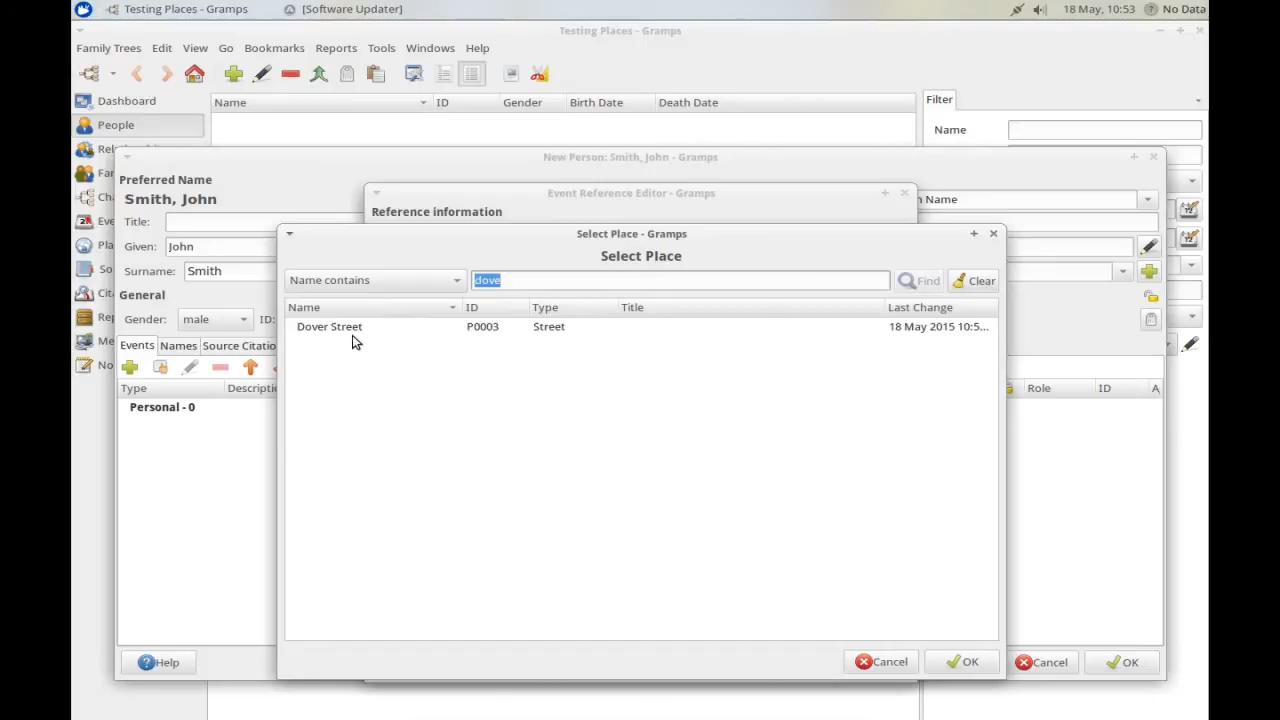 Testing Places - Gramps
[Software Updater]
18 May, 10:53
No Data
Testing Places - Gramps
Family Trees Edit View Go Bookmarks Reports Tools Windows Help
Dashboard
Name ID Gender Birth Date Death Date
Filter
People
Name
New Person: Smith, John - Gramps
Preferred Name
Smith, John
Title:
Given: John
Surname: Smith
General
Gender: male ID:
Events Names Source Citatio
Type Descripti
Role ID A
Personal - 0
Help
Cancel OK
Event Reference Editor - Gramps
Reference information
Name
Select Place - Gramps
Select Place
Name contains dove Find Clear
Name ID Type Title Last Change
Dover Street P0003 Street 18 May 2015 10:5...
Cancel OK